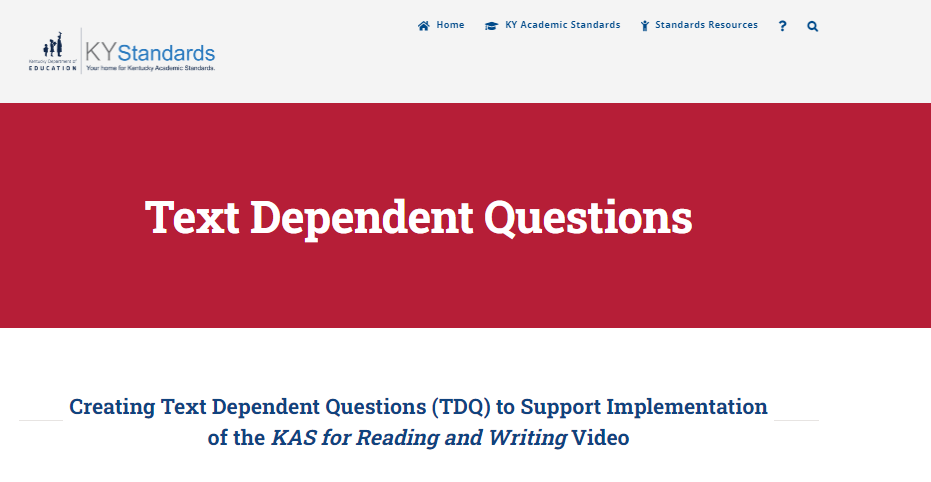 Home
KY Academic Standards
Standards Resources
?
Kentucky Department of
EDUCATION
KYStandards
Your home for Kentucky Academic Standards.
Text Dependent Questions
Creating Text Dependent Questions (TDQ) to Support Implementation
of the KAS for Reading and Writing Video